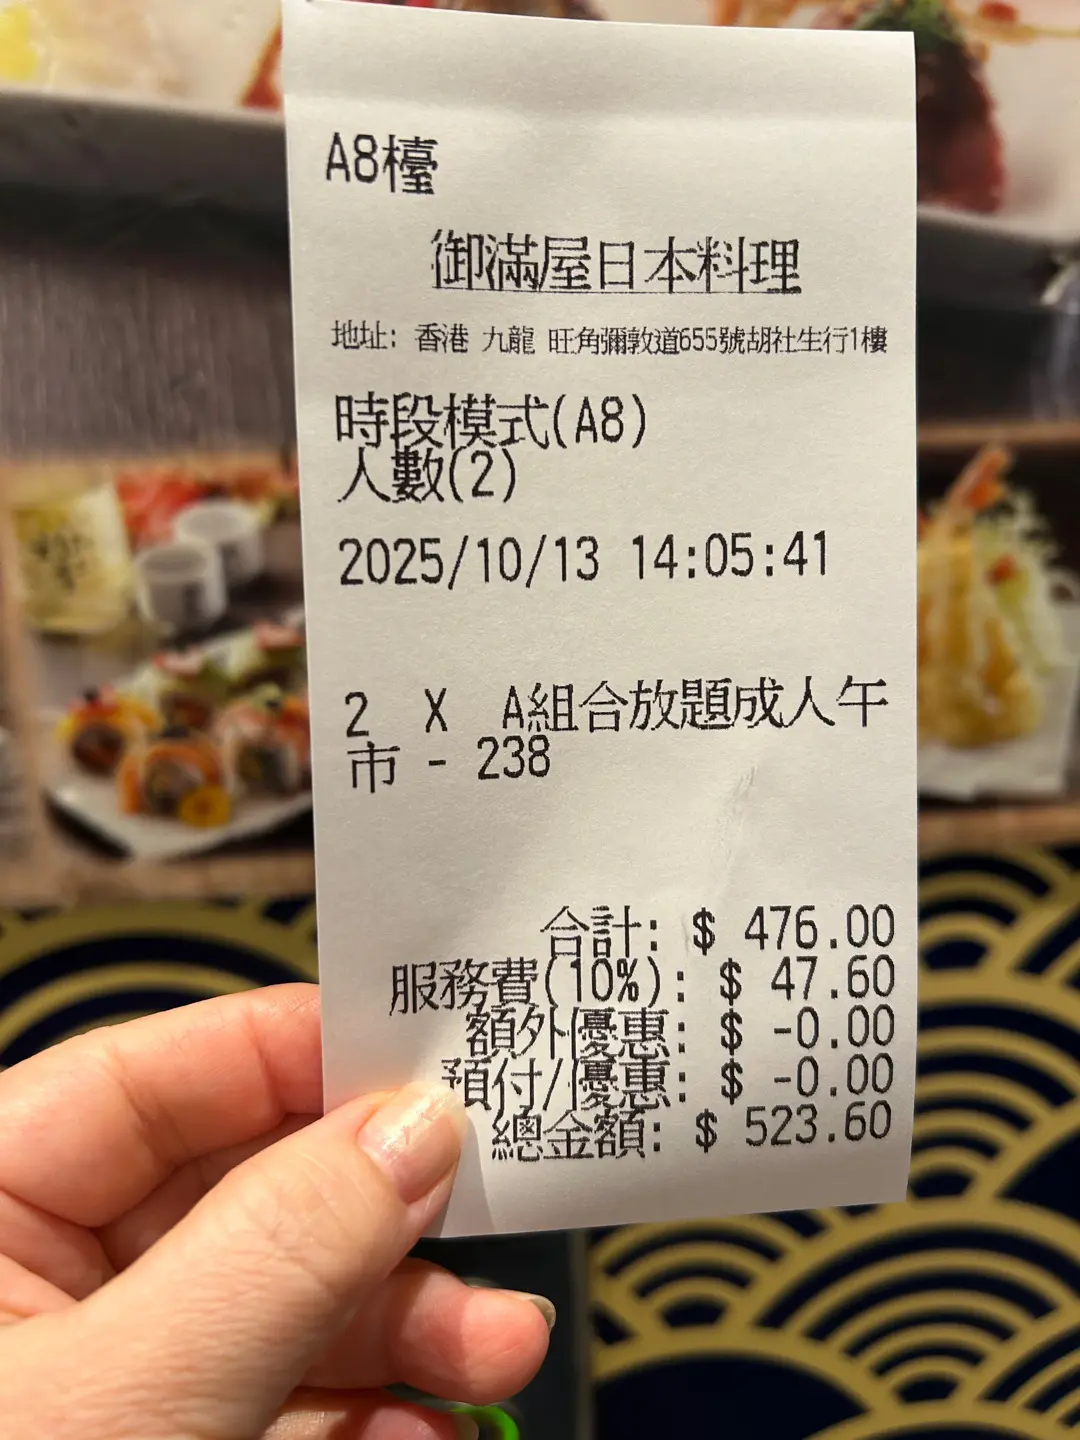 A8檯
御滿屋日本料理
地址: 香港 九龍 旺角彌敦道655號胡社生行1樓
時段模式(A8)
人數(2)
2025/10/13 14:05:41
2 X A組合放題成人午
市 - 238
合計: $ 476.00
服務費(10%): $ 47.60
額外優惠: $ -0.00
預付/優惠: $ -0.00
總金額: $ 523.60